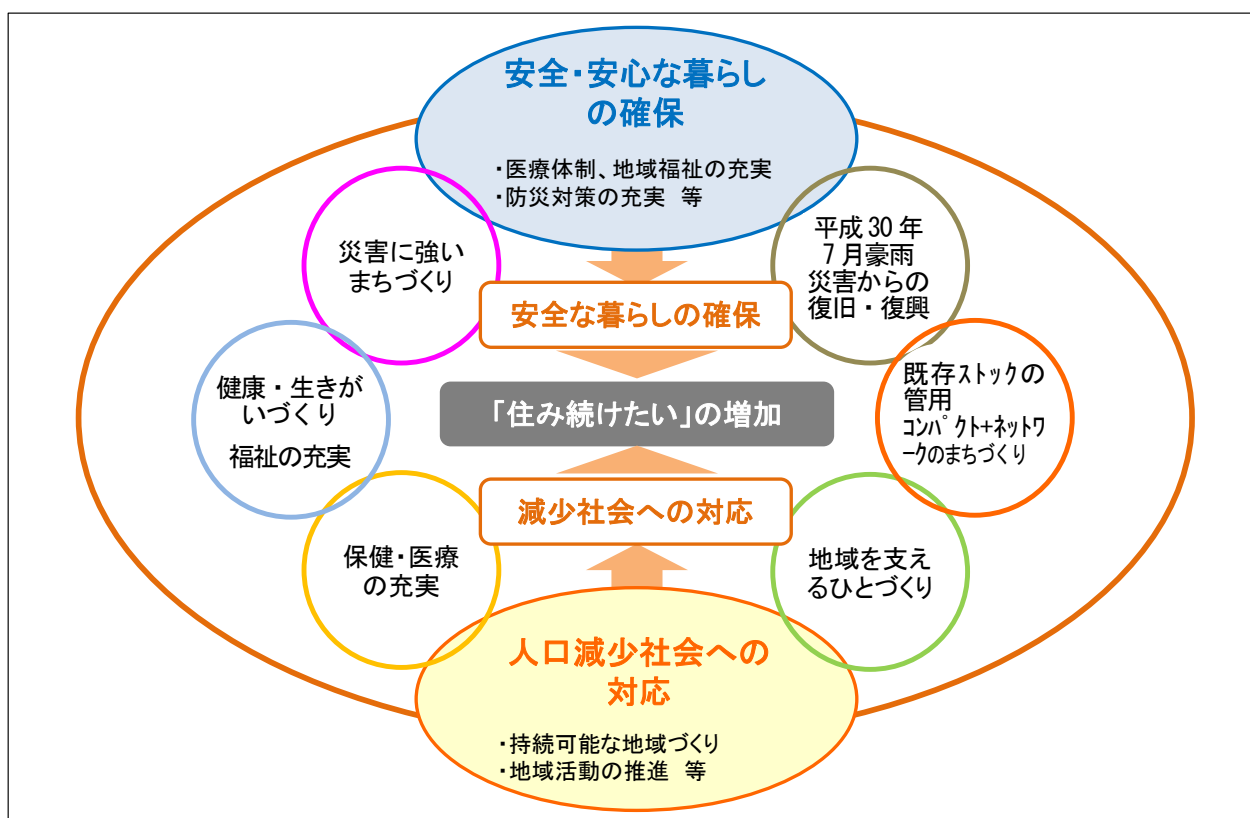 安全・安心な暮らし
の確保
・医療体制、地域福祉の充実
・防災対策の充実 等
災害に強い
まちづくり
平成 30 年
7 月豪雨
災害からの
復旧・復興
安全な暮らしの確保
健康・生きが
いづくり
福祉の充実
「住み続けたい」の増加
既存ｽﾄｯｸの
管用
ｺﾝﾊﾟｸﾄ+ﾈｯﾄﾜ
ｰｸのまちづくり
減少社会への対応
保健・医療
の充実
地域を支え
るひとづくり
人口減少社会への
対応
・持続可能な地域づくり
・地域活動の推進 等